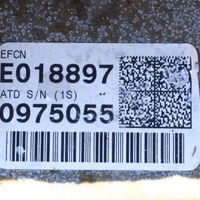 EFCN
E018897
ATD S/N (1S)
0975055